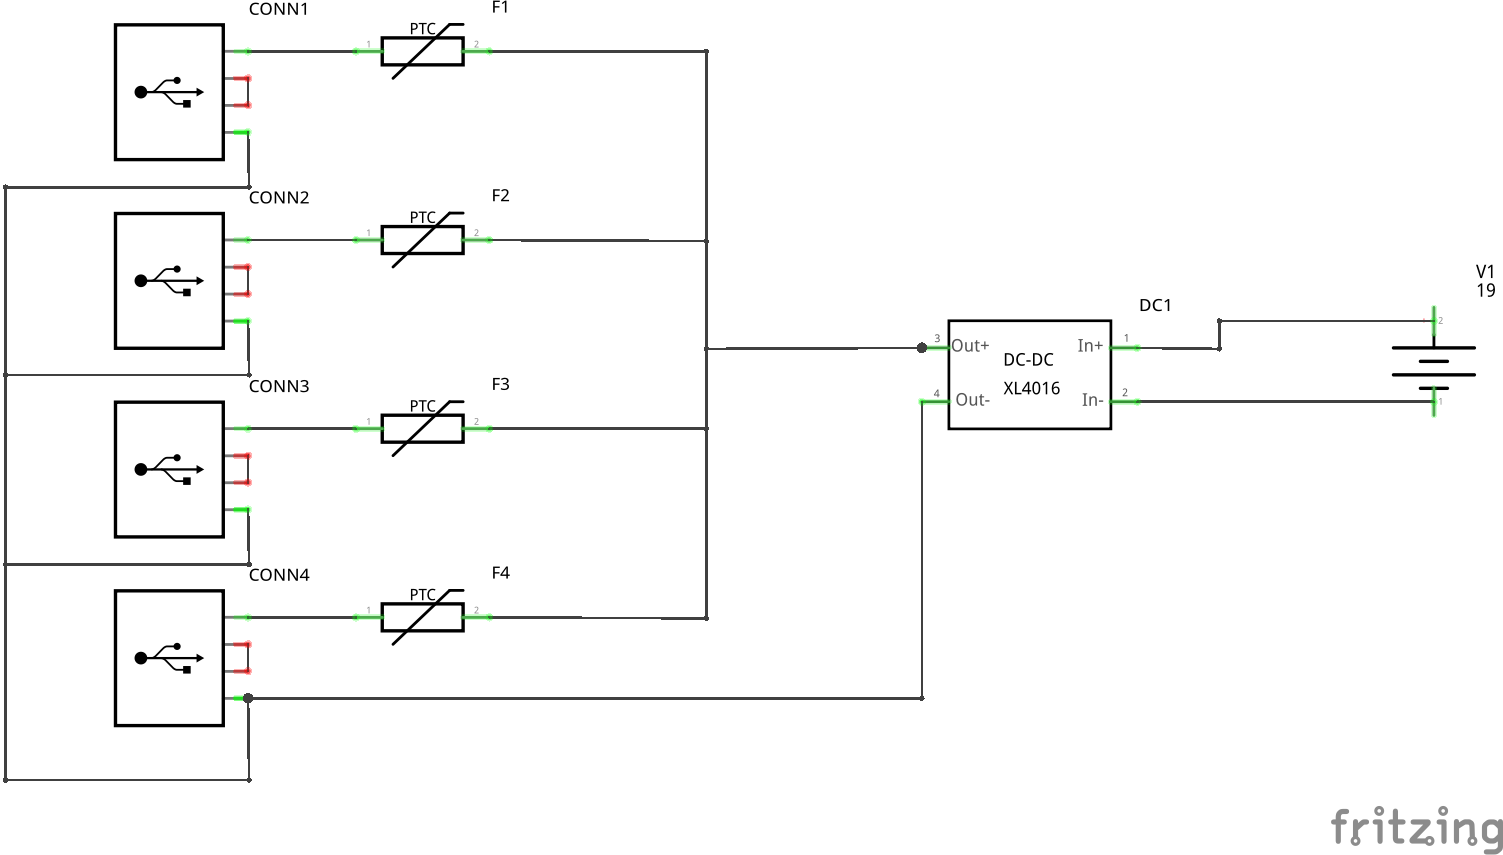 CONN1
PTC
F1
1
2
CONN2
PTC
F2
1
2
CONN3
PTC
F3
1
2
CONN4
PTC
F4
1
2
DC1
3
Out+
DC-DC
In+
1
4
Out-
XL4016
In-
2
V1
19
2
1
fritzing